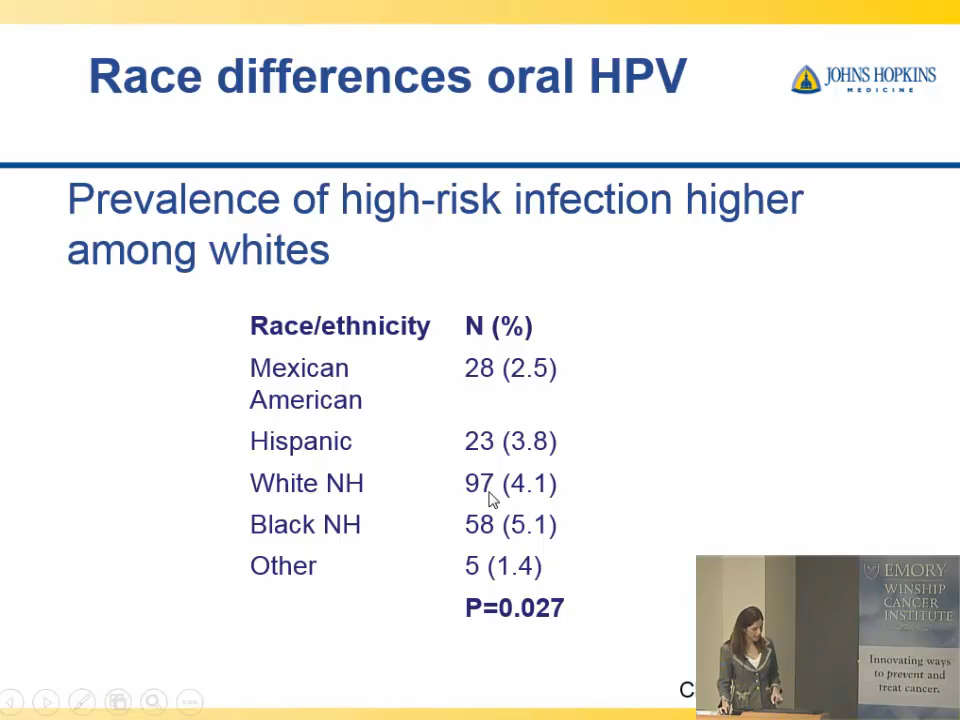 Race differences oral HPV
JOHNS HOPKINS
MEDICINE
Prevalence of high-risk infection higher
among whites
Race/ethnicity N (%)
Mexican 28 (2.5)
American
Hispanic 23 (3.8)
White NH 97 (4.1)
Black NH 58 (5.1)
Other 5 (1.4)
P=0.027
C
EMORY
WINSHIP
CANCER
INSTITUTE
Innovating ways
to prevent and
treat cancer.